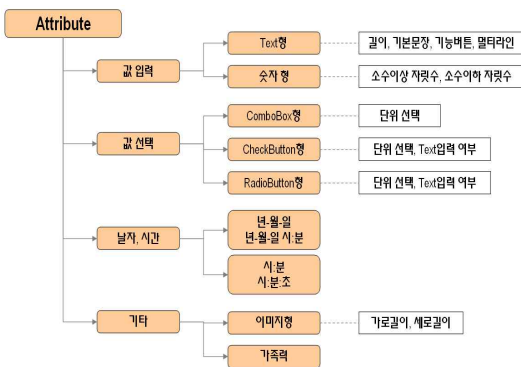 Attribute
Text형
길이, 기본문장, 기능버튼, 멀티라인
값 입력
숫자 형
소수이상 자릿수, 소수이하 자릿수
ComboBox형
단위 선택
값 선택
CheckButton형
단위 선택, Text입력 여부
RadioButton형
단위 선택, Text입력 여부
날자, 시간
년-월-일
년-월-일 시:분
시:분
시:분:초
기타
이미지형
가로길이, 세로길이
가족력